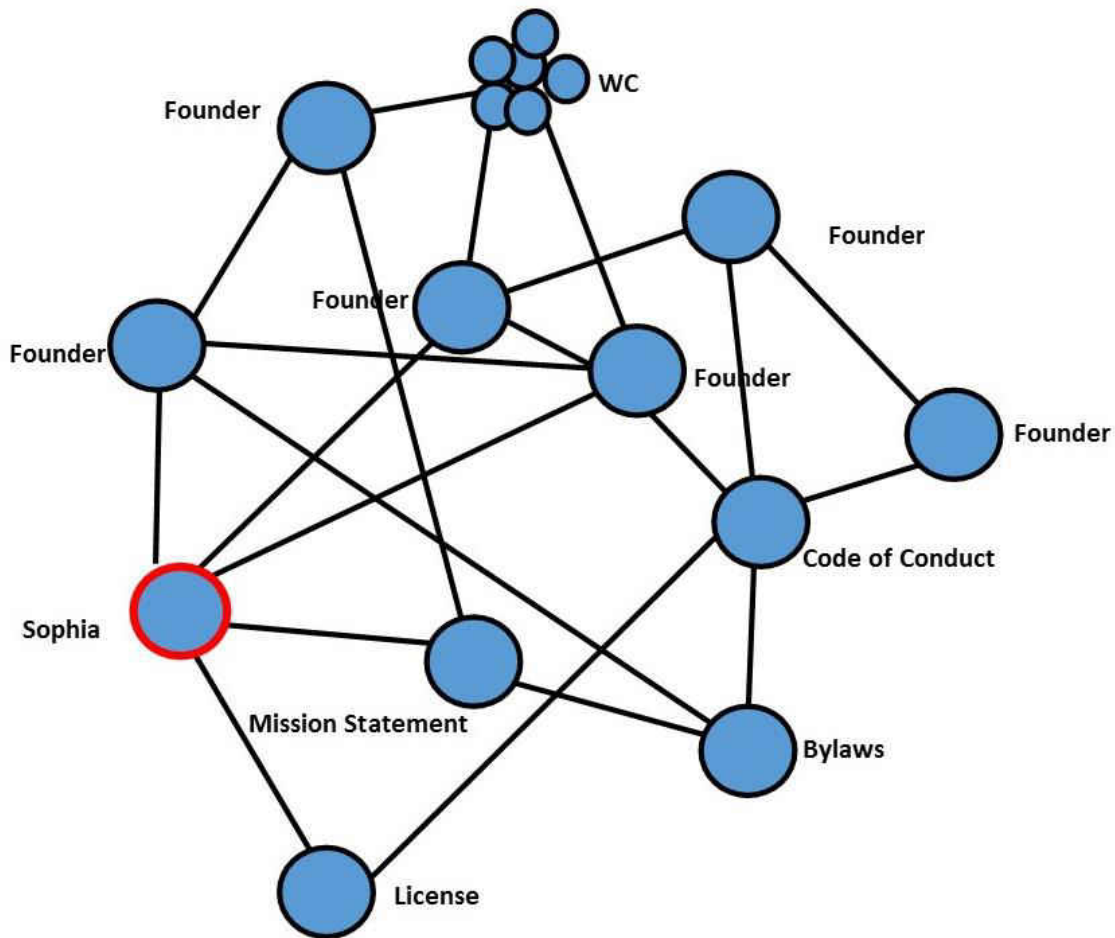 WC
Founder
Founder
Founder
Founder
Founder
Founder
Code of Conduct
Sophia
Mission Statement
Bylaws
License